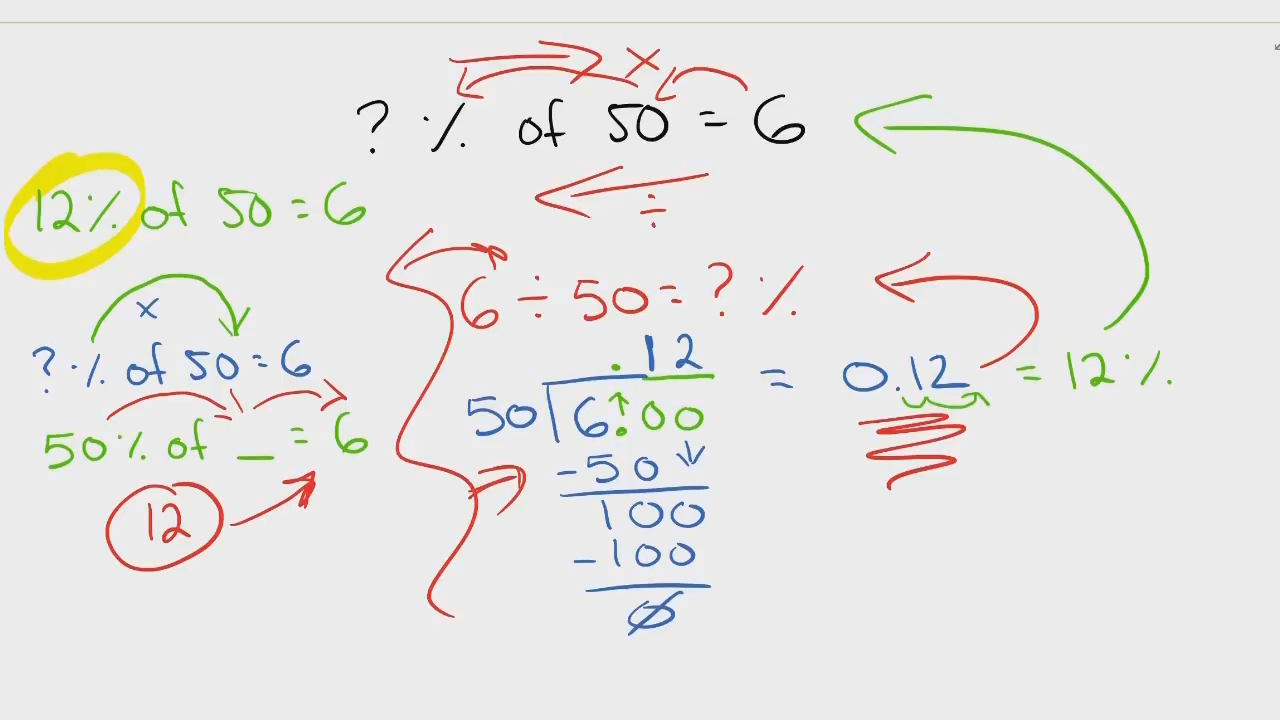 ×
? % of 50 = 6
÷
12% of 50 = 6
×
? % of 50 = 6
50% of _ = 6
12
6 ÷ 50 = ? %
.12
50 6.00
-50
100
-100
0
= 0.12 = 12%